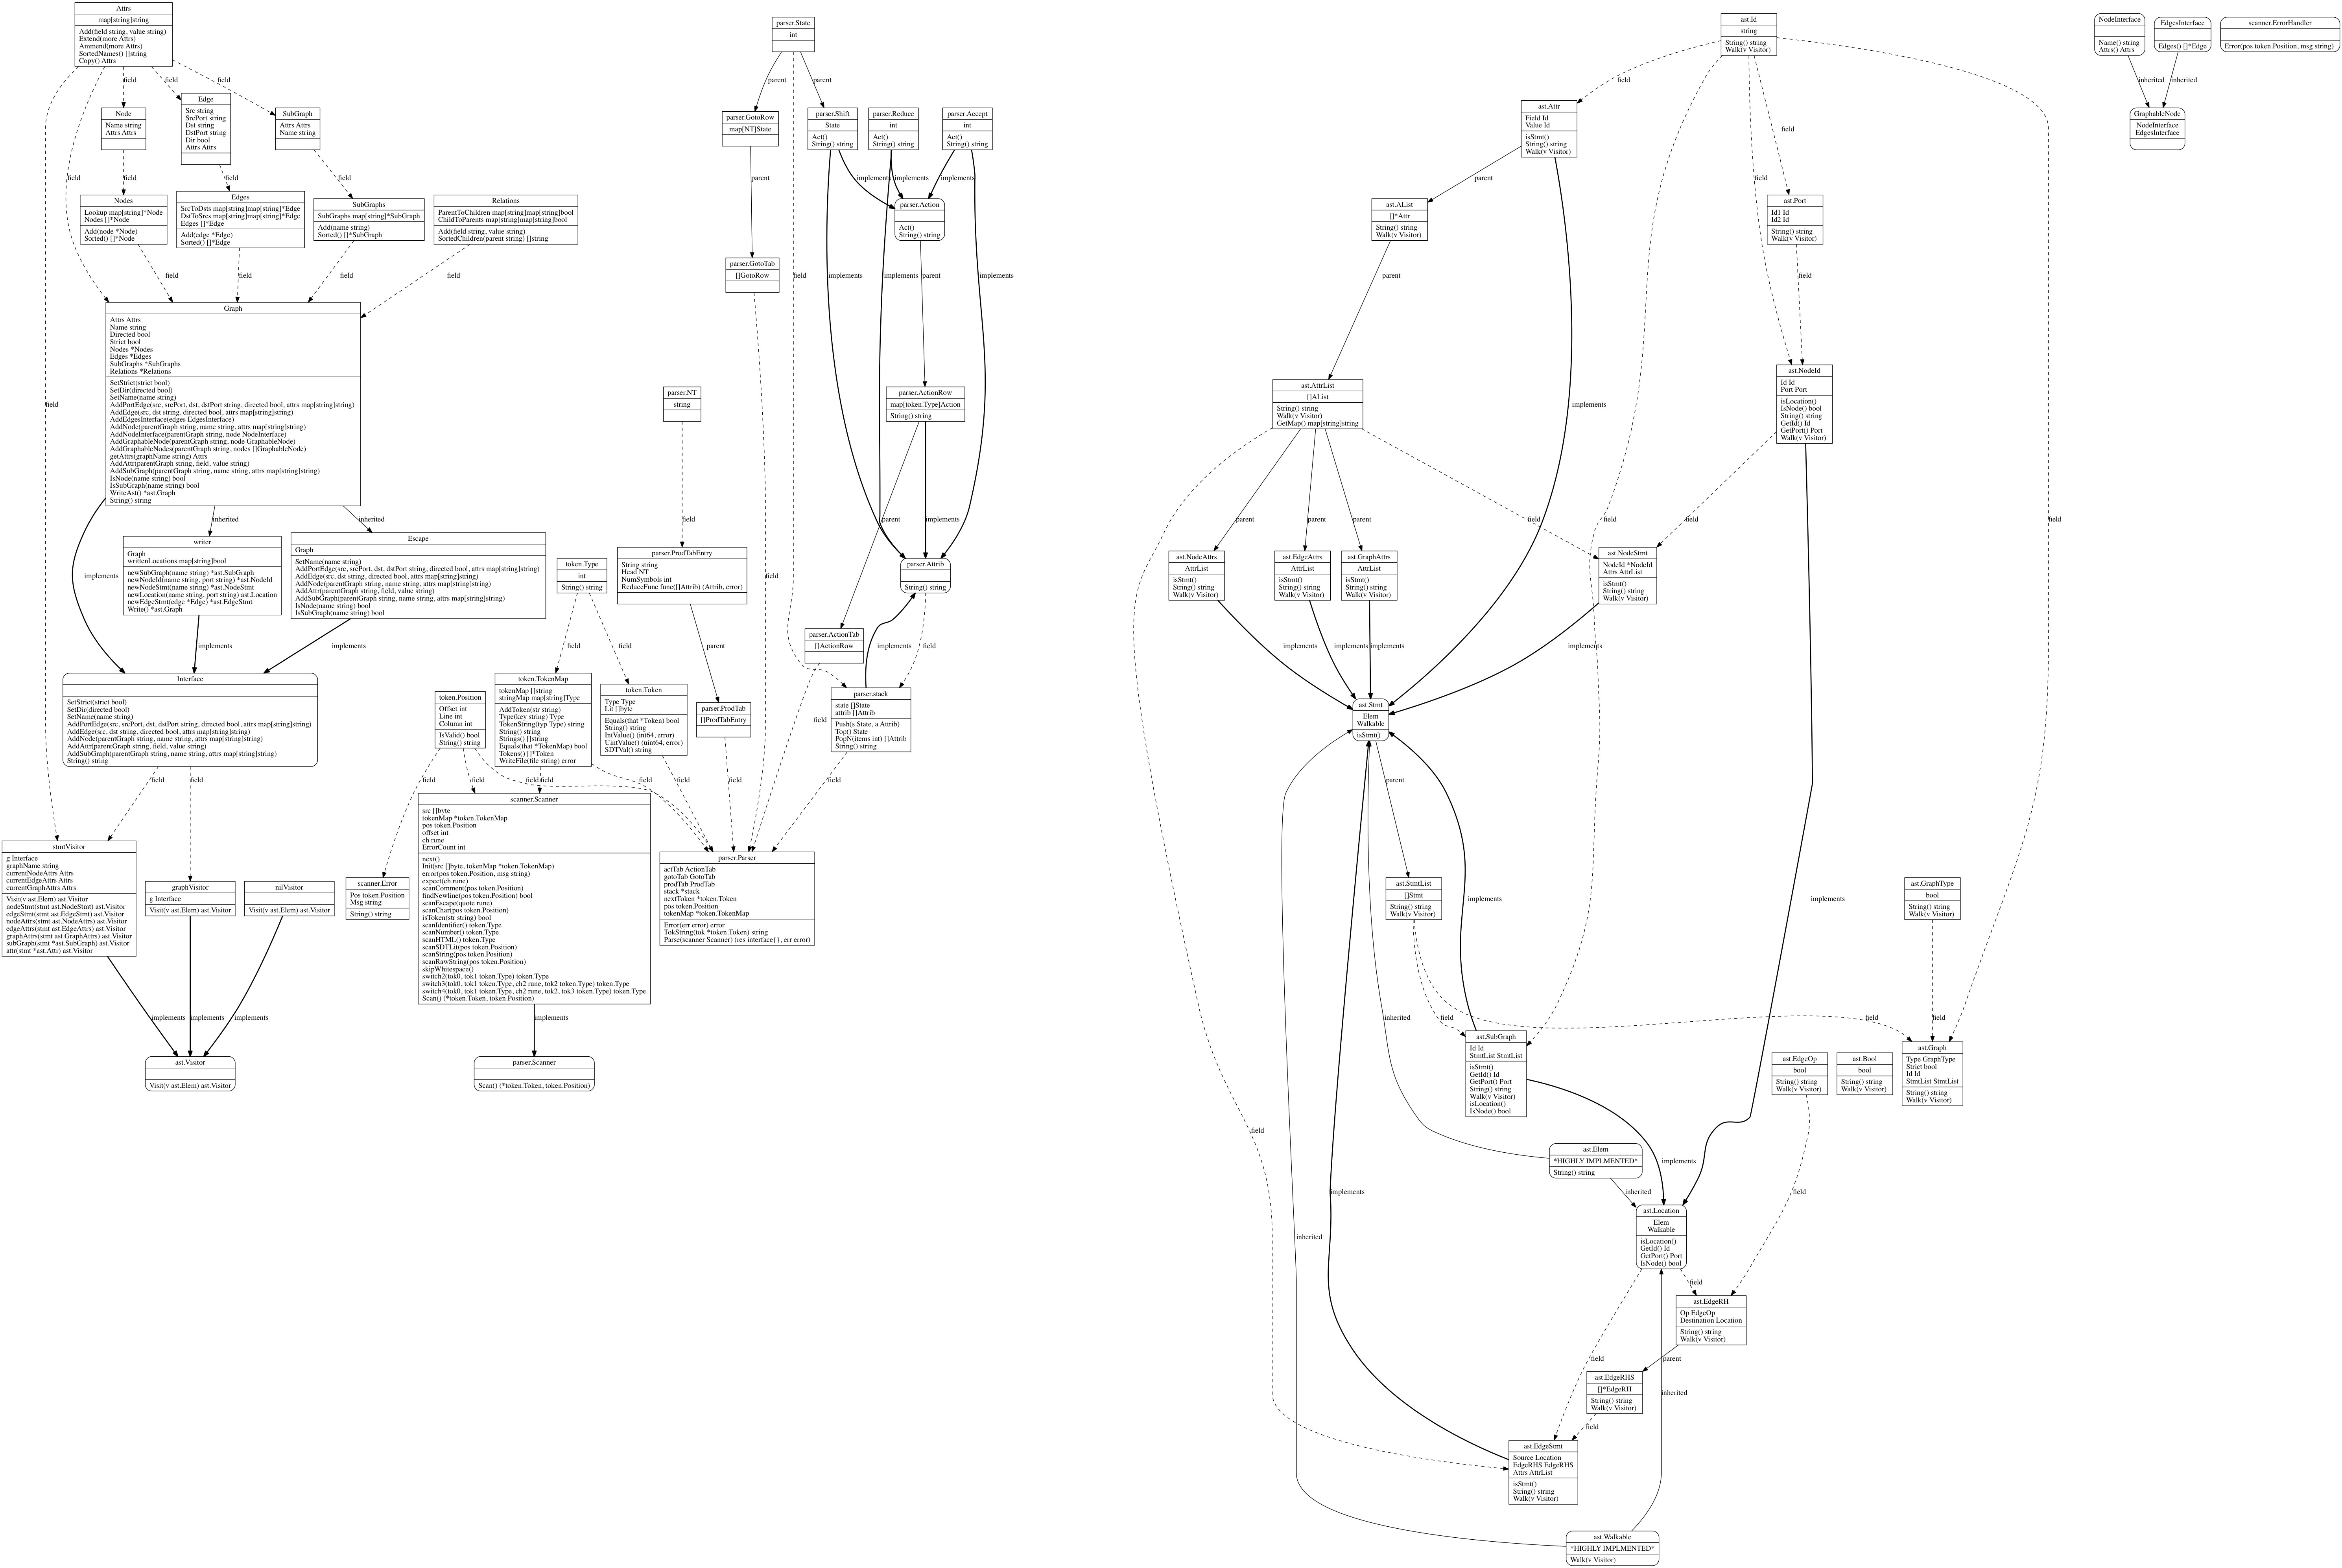 Attrs
map[string]string
Add(field string, value string)
Extend(more Attrs)
Ammend(more Attrs)
SortedNames() []string
Copy() Attrs
field
field
field
field
field
field
Node
Name string
Attrs Attrs
Edge
Src string
SrcPort string
Dst string
DstPort string
Dir bool
Attrs Attrs
SubGraph
Attrs Attrs
Name string
field
field
field
Nodes
Lookup map[string]*Node
Nodes []*Node
Add(node *Node)
Sorted() []*Node
Edges
SrcToDsts map[string]map[string]*Edge
DstToSrcs map[string]map[string]*Edge
Edges []*Edge
Add(edge *Edge)
Sorted() []*Edge
SubGraphs
SubGraphs map[string]*SubGraph
Add(name string)
Sorted() []*SubGraph
Relations
ParentToChildren map[string]map[string]bool
ChildToParents map[string]map[string]bool
Add(field string, value string)
SortedChildren(parent string) []string
field
field
field
field
Graph
Attrs Attrs
Name string
Directed bool
Strict bool
Nodes *Nodes
Edges *Edges
SubGraphs *SubGraphs
Relations *Relations
SetStrict(strict bool)
SetDir(directed bool)
SetName(name string)
AddPortEdge(src, srcPort, dst, dstPort string, directed bool, attrs map[string]string)
AddEdge(src, dst string, directed bool, attrs map[string]string)
AddEdgesInterface(edges EdgesInterface)
AddNode(parentGraph string, name string, attrs map[string]string)
AddNodeInterface(parentGraph string, node NodeInterface)
AddGraphableNode(parentGraph string, node GraphableNode)
AddGraphableNodes(parentGraph string, nodes []GraphableNode)
getAttrs(graphName string) Attrs
AddAttr(parentGraph string, field, value string)
AddSubGraph(parentGraph string, name string, attrs map[string]string)
IsNode(name string) bool
IsSubGraph(name string) bool
WriteAst() *ast.Graph
String() string
inherited
inherited
implements
writer
Graph
writtenLocations map[string]bool
newSubGraph(name string) *ast.SubGraph
newNodeId(name string, port string) *ast.NodeId
newNodeStmt(name string) *ast.NodeStmt
newLocation(name string, port string) ast.Location
newEdgeStmt(edge *Edge) *ast.EdgeStmt
Write() *ast.Graph
Escape
Graph
SetName(name string)
AddPortEdge(src, srcPort, dst, dstPort string, directed bool, attrs map[string]string)
AddEdge(src, dst string, directed bool, attrs map[string]string)
AddNode(parentGraph string, name string, attrs map[string]string)
AddAttr(parentGraph string, field, value string)
AddSubGraph(parentGraph string, name string, attrs map[string]string)
IsNode(name string) bool
IsSubGraph(name string) bool
implements
implements
Interface
SetStrict(strict bool)
SetDir(directed bool)
SetName(name string)
AddPortEdge(src, srcPort, dst, dstPort string, directed bool, attrs map[string]string)
AddEdge(src, dst string, directed bool, attrs map[string]string)
AddNode(parentGraph string, name string, attrs map[string]string)
AddAttr(parentGraph string, field, value string)
AddSubGraph(parentGraph string, name string, attrs map[string]string)
String() string
field
field
stmtVisitor
g Interface
graphName string
currentNodeAttrs Attrs
currentEdgeAttrs Attrs
currentGraphAttrs Attrs
Visit(v ast.Elem) ast.Visitor
nodeStmt(stmt ast.NodeStmt) ast.Visitor
edgeStmt(stmt ast.EdgeStmt) ast.Visitor
nodeAttrs(stmt ast.NodeAttrs) ast.Visitor
edgeAttrs(stmt ast.EdgeAttrs) ast.Visitor
graphAttrs(stmt ast.GraphAttrs) ast.Visitor
subGraph(stmt *ast.SubGraph) ast.Visitor
attr(stmt *ast.Attr) ast.Visitor
graphVisitor
g Interface
Visit(v ast.Elem) ast.Visitor
nilVisitor
Visit(v ast.Elem) ast.Visitor
implements
implements
implements
ast.Visitor
Visit(v ast.Elem) ast.Visitor
token.Position
Offset int
Line int
Column int
IsValid() bool
String() string
field
field
field
scanner.Error
Pos token.Position
Msg string
String() string
token.Type
int
String() string
field
field
token.TokenMap
tokenMap []string
stringMap map[string]Type
AddToken(str string)
Type(key string) Type
TokenString(typ Type) string
String() string
Strings() []string
Equals(that *TokenMap) bool
Tokens() []*Token
WriteFile(file string) error
field
field
token.Token
Type Type
Lit []byte
Equals(that *Token) bool
String() string
IntValue() (int64, error)
UintValue() (uint64, error)
SDTVal() string
field
scanner.Scanner
src []byte
tokenMap *token.TokenMap
pos token.Position
offset int
ch rune
ErrorCount int
next()
Init(src []byte, tokenMap *token.TokenMap)
error(pos token.Position, msg string)
expect(ch rune)
scanComment(pos token.Position)
findNewline(pos token.Position) bool
scanEscape(quote rune)
scanChar(pos token.Position)
isToken(str string) bool
scanIdentifier() token.Type
scanNumber() token.Type
scanHTML() token.Type
scanSDTLit(pos token.Position)
scanString(pos token.Position)
scanRawString(pos token.Position)
skipWhitespace()
switch2(tok0, tok1 token.Type) token.Type
switch3(tok0, tok1 token.Type, ch2 rune, tok2 token.Type) token.Type
switch4(tok0, tok1 token.Type, ch2 rune, tok2, tok3 token.Type) token.Type
Scan() (*token.Token, token.Position)
implements
parser.Scanner
Scan() (*token.Token, token.Position)
parser.NT
string
field
parser.ProdTabEntry
String string
Head NT
NumSymbols int
ReduceFunc func([]Attrib) (Attrib, error)
parent
parser.ProdTab
[]ProdTabEntry
field
parser.State
int
parent
field
parent
parser.GotoRow
map[NT]State
parent
parser.GotoTab
[]GotoRow
field
parser.Shift
State
Act()
String() string
parser.Reduce
int
Act()
String() string
parser.Accept
int
Act()
String() string
implements
implements
implements
implements
implements
implements
parser.Action
Act()
String() string
parent
parser.ActionRow
map[token.Type]Action
String() string
parent
implements
parser.Attrib
String() string
implements
field
parser.ActionTab
[]ActionRow
field
parser.stack
state []State
attrib []Attrib
Push(s State, a Attrib)
Top() State
PopN(items int) []Attrib
String() string
field
parser.Parser
actTab ActionTab
gotoTab GotoTab
prodTab ProdTab
stack *stack
nextToken *token.Token
pos token.Position
tokenMap *token.TokenMap
Error(err error) error
TokString(tok *token.Token) string
Parse(scanner Scanner) (res interface{}, err error)
ast.Id
string
String() string
Walk(v Visitor)
field
field
field
field
field
ast.Attr
Field Id
Value Id
isStmt()
String() string
Walk(v Visitor)
parent
implements
ast.AList
[]*Attr
String() string
Walk(v Visitor)
parent
ast.Port
Id1 Id
Id2 Id
String() string
Walk(v Visitor)
field
ast.AttrList
[]AList
String() string
Walk(v Visitor)
GetMap() map[string]string
parent
parent
parent
field
field
ast.NodeId
Id Id
Port Port
isLocation()
IsNode() bool
String() string
GetId() Id
GetPort() Port
Walk(v Visitor)
field
implements
ast.NodeAttrs
AttrList
isStmt()
String() string
Walk(v Visitor)
ast.EdgeAttrs
AttrList
isStmt()
String() string
Walk(v Visitor)
ast.GraphAttrs
AttrList
isStmt()
String() string
Walk(v Visitor)
ast.NodeStmt
NodeId *NodeId
Attrs AttrList
isStmt()
String() string
Walk(v Visitor)
implements
implements
implements
implements
ast.Stmt
Elem
Walkable
isStmt()
parent
ast.StmtList
[]Stmt
String() string
Walk(v Visitor)
field
field
ast.GraphType
bool
String() string
Walk(v Visitor)
field
implements
inherited
ast.SubGraph
Id Id
StmtList StmtList
isStmt()
GetId() Id
GetPort() Port
String() string
Walk(v Visitor)
isLocation()
IsNode() bool
implements
ast.EdgeOp
bool
String() string
Walk(v Visitor)
field
ast.Bool
bool
String() string
Walk(v Visitor)
ast.Graph
Type GraphType
Strict bool
Id Id
StmtList StmtList
String() string
Walk(v Visitor)
ast.Elem
*HIGHLY IMPLMENTED*
String() string
inherited
implements
inherited
ast.Location
Elem
Walkable
isLocation()
GetId() Id
GetPort() Port
IsNode() bool
field
field
ast.EdgeRH
Op EdgeOp
Destination Location
String() string
Walk(v Visitor)
parent
inherited
ast.EdgeRHS
[]*EdgeRH
String() string
Walk(v Visitor)
field
ast.EdgeStmt
Source Location
EdgeRHS EdgeRHS
Attrs AttrList
isStmt()
String() string
Walk(v Visitor)
ast.Walkable
*HIGHLY IMPLMENTED*
Walk(v Visitor)
NodeInterface
Name() string
Attrs() Attrs
EdgesInterface
Edges() []*Edge
inherited
inherited
GraphableNode
NodeInterface
EdgesInterface
scanner.ErrorHandler
Error(pos token.Position, msg string)